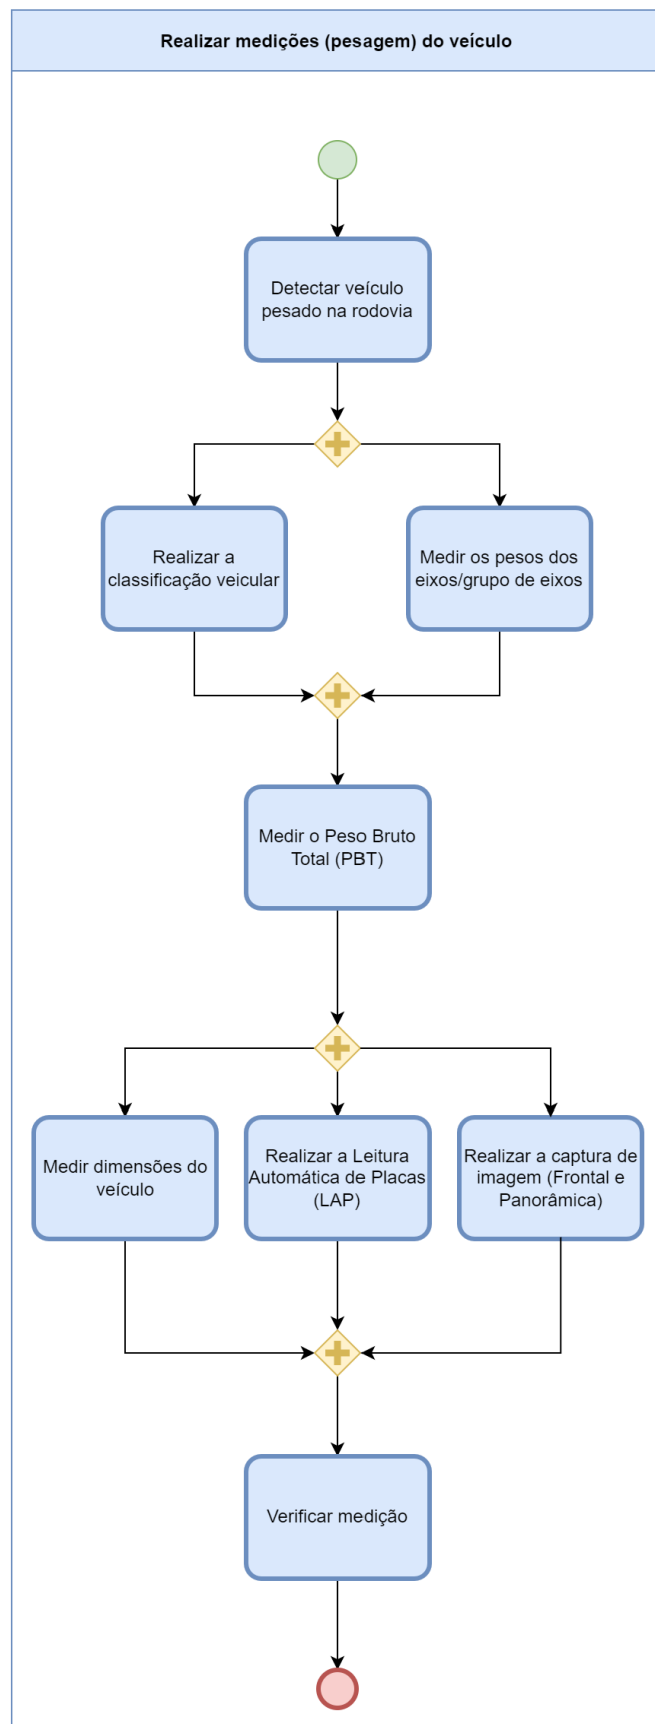 Realizar medições (pesagem) do veículo
Detectar veículo
pesado na rodovia
Realizar a
classificação veicular
Medir os pesos dos
eixos/grupo de eixos
Medir o Peso Bruto
Total (PBT)
Medir dimensões do
veículo
Realizar a Leitura
Automática de Placas
(LAP)
Realizar a captura de
imagem (Frontal e
Panorâmica)
Verificar medição